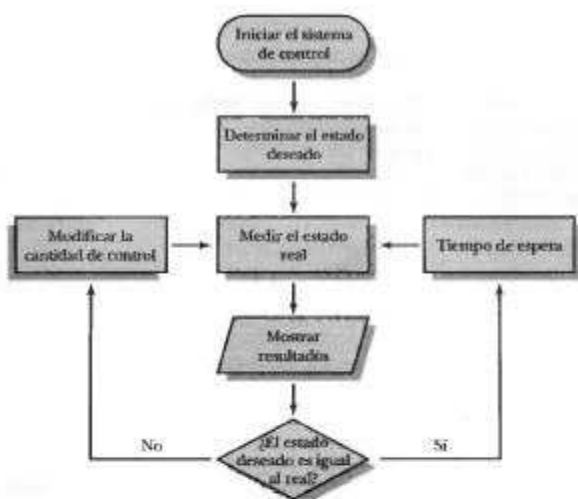 Iniciar el sistema
de control
Determinar el estado
deseado
Modificar la
cantidad de control
Medir el estado
real
Tiempo de espera
Mostrar
resultados
No
¿El estado
deseado es igual
al real?
Sí